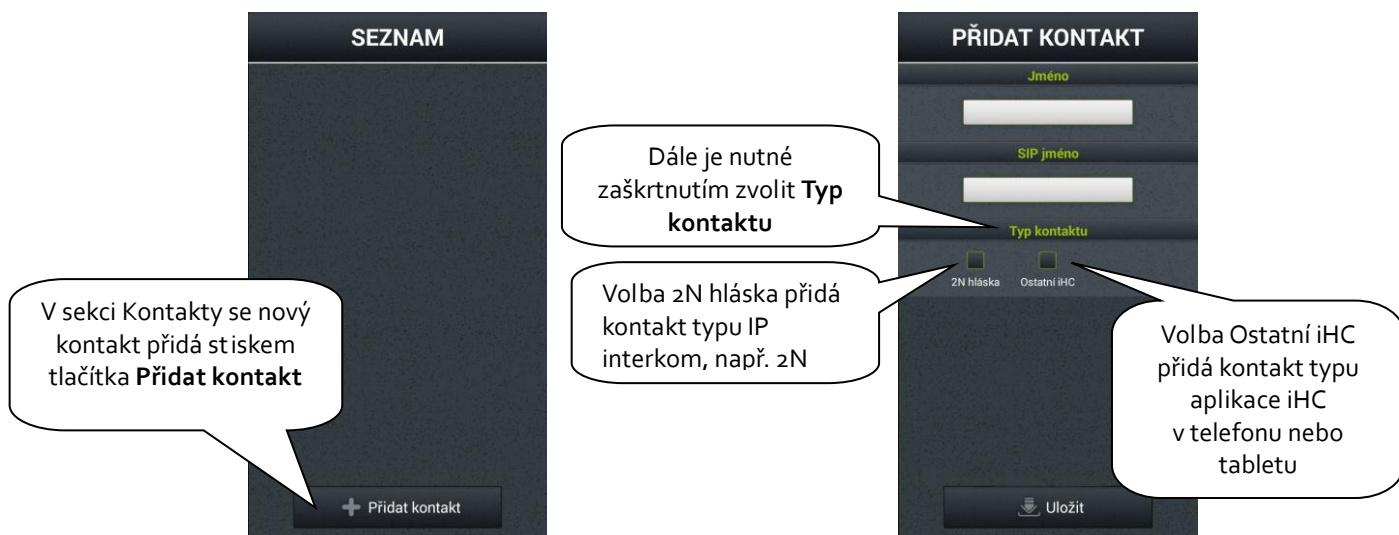 SEZNAM
V sekci Kontakty se nový
kontakt přidá stiskem
tlačítka Přidat kontakt
Přidat kontakt
PŘIDAT KONTAKT
Jméno
SIP jméno
Dále je nutné
zaškrtnutím zvolit Typ
kontaktu
Typ kontaktu
2N hláska
Ostatní iHC
Volba 2N hláska přidá
kontakt typu IP
interkom, např. 2N
Volba Ostatní iHC
přidá kontakt typu
aplikace iHC
v telefonu nebo
tabletu
Uložit